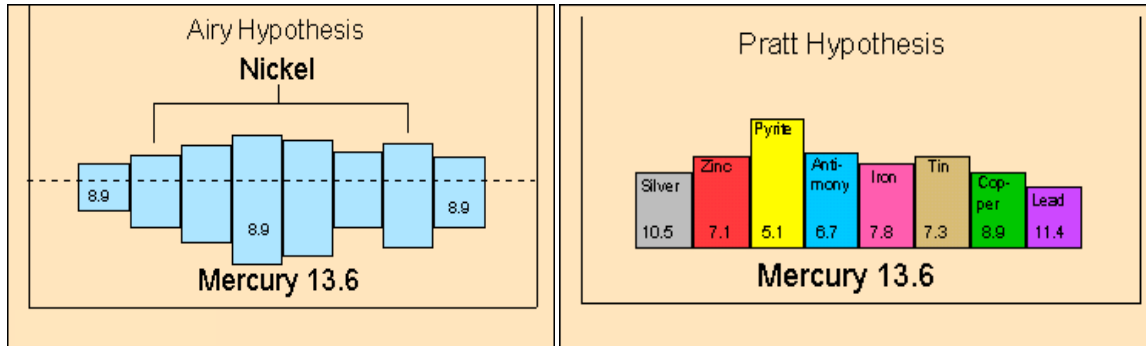 Airy Hypothesis
Nickel
8.9
8.9
8.9
Mercury 13.6
Pratt Hypothesis
Silver
10.5
Zinc
7.1
Pyrite
5.1
Anti-
mony
6.7
Iron
7.8
Tin
7.3
Cop-
per
8.9
Lead
11.4
Mercury 13.6